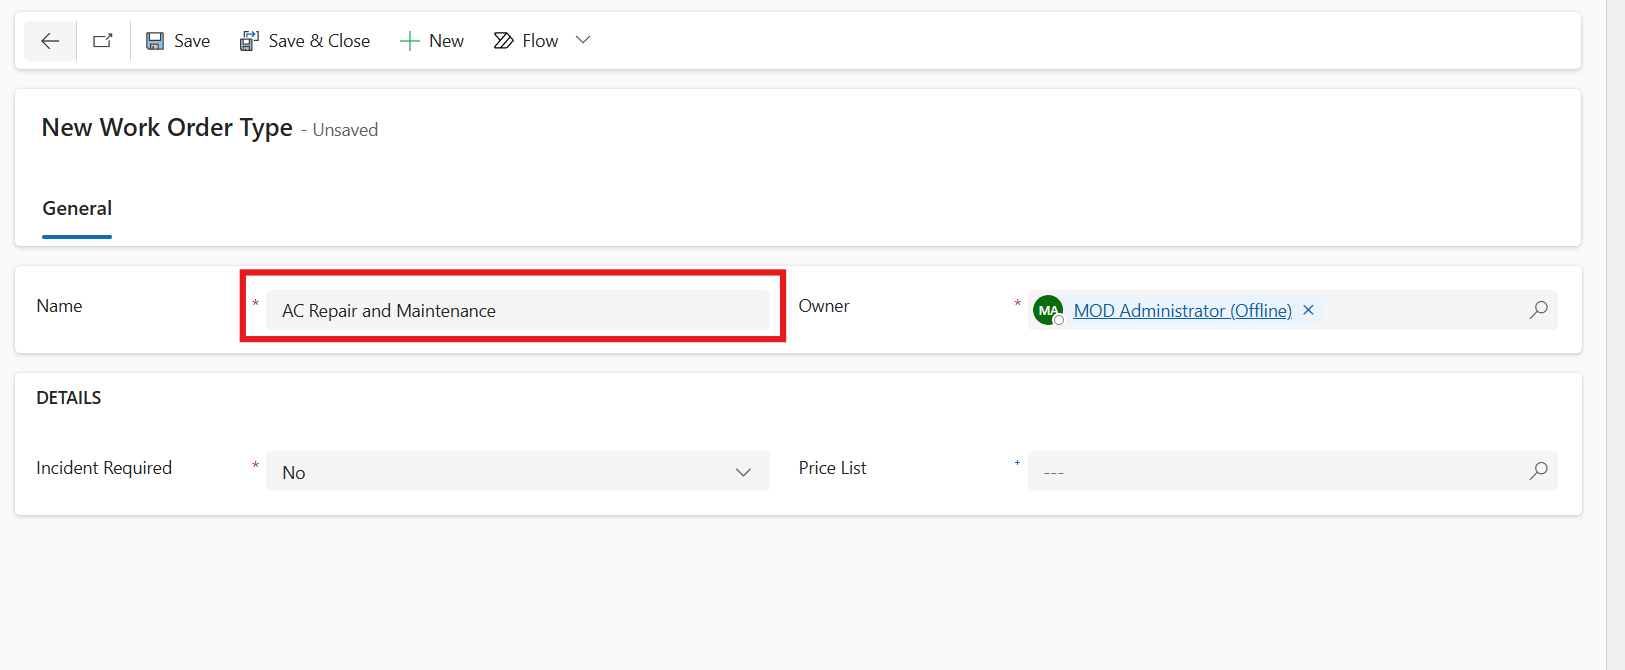 Save Save & Close New Flow
New Work Order Type - Unsaved
General
Name * AC Repair and Maintenance Owner * MA MOD Administrator (Offline)
DETAILS
Incident Required * No Price List + ---